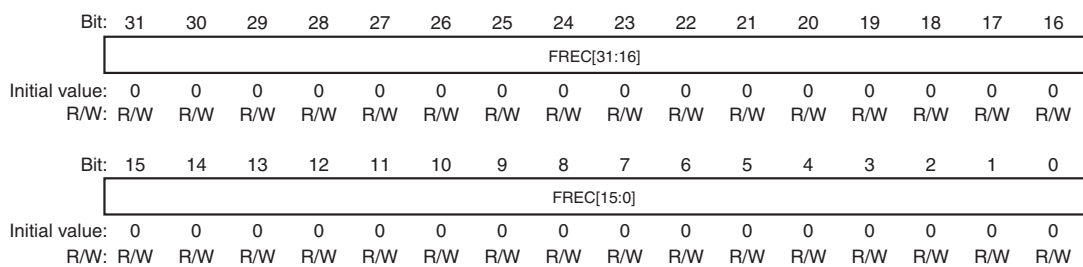 Bit: 31 30 29 28 27 26 25 24 23 22 21 20 19 18 17 16
FREC[31:16]
Initial value: 0 0 0 0 0 0 0 0 0 0 0 0 0 0 0 0
R/W: R/W R/W R/W R/W R/W R/W R/W R/W R/W R/W R/W R/W R/W R/W R/W R/W
Bit: 15 14 13 12 11 10 9 8 7 6 5 4 3 2 1 0
FREC[15:0]
Initial value: 0 0 0 0 0 0 0 0 0 0 0 0 0 0 0 0
R/W: R/W R/W R/W R/W R/W R/W R/W R/W R/W R/W R/W R/W R/W R/W R/W R/W